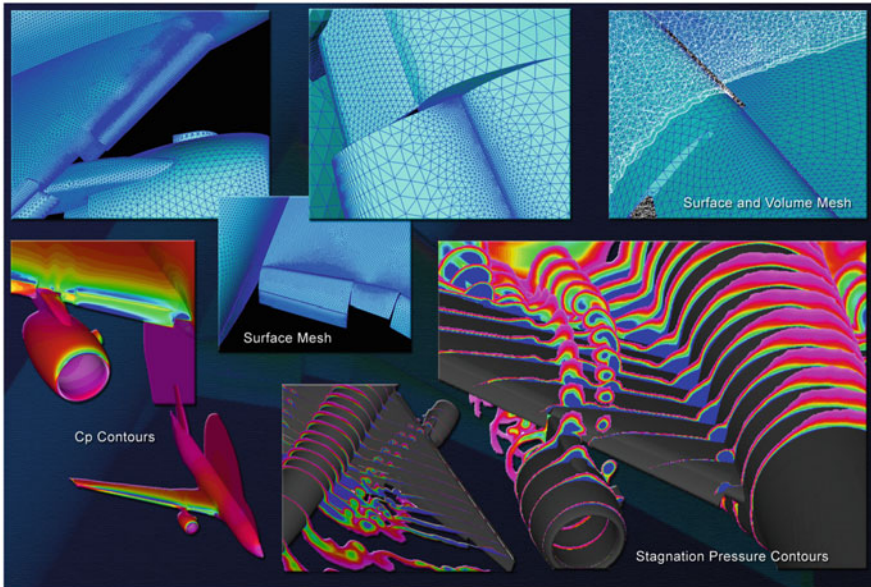 Surface and Volume Mesh
Surface Mesh
Cp Contours
Stagnation Pressure Contours